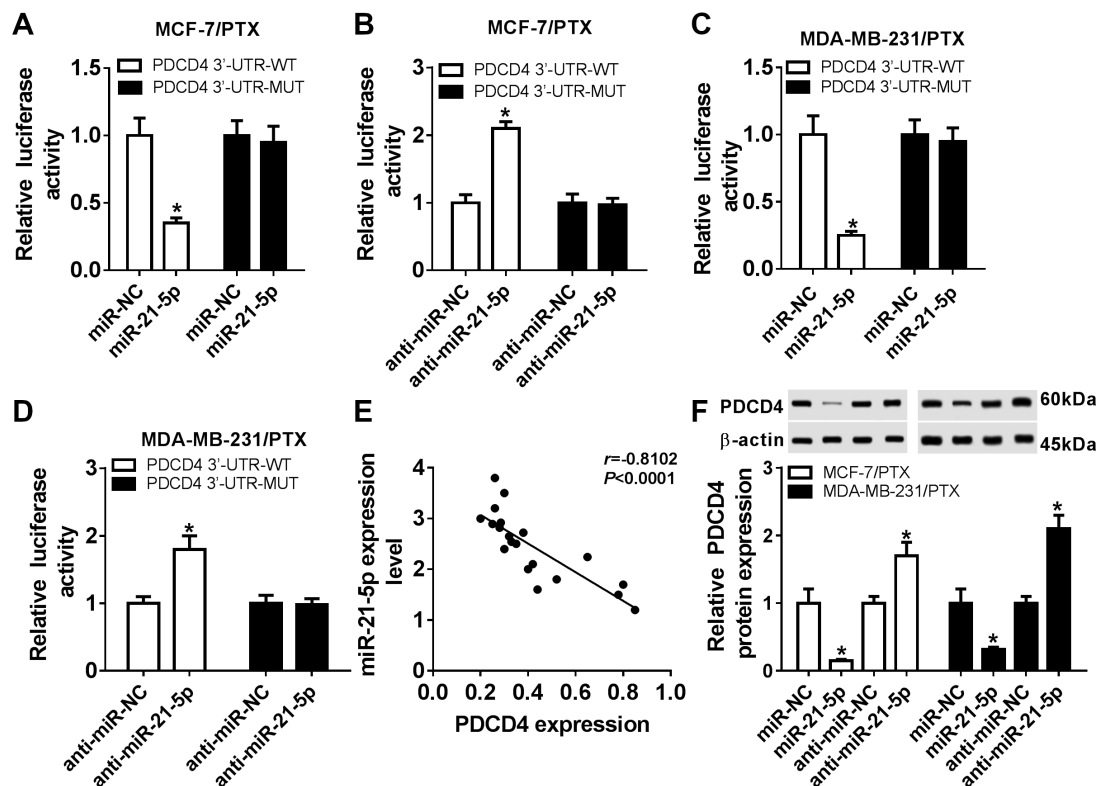 A
MCF-7/PTX
PDCD4 3'-UTR-WT
PDCD4 3'-UTR-MUT
Relative luciferase
activity
1.5
1.0
0.5
0.0
*
miR-NC
miR-21-5p
miR-NC
miR-21-5p
B
MCF-7/PTX
PDCD4 3'-UTR-WT
PDCD4 3'-UTR-MUT
Relative luciferase
activity
3
2
1
0
*
anti-miR-NC
anti-miR-21-5p
anti-miR-NC
anti-miR-21-5p
C
MDA-MB-231/PTX
PDCD4 3'-UTR-WT
PDCD4 3'-UTR-MUT
Relative luciferase
activity
1.5
1.0
0.5
0.0
*
miR-NC
miR-21-5p
miR-NC
miR-21-5p
D
MDA-MB-231/PTX
PDCD4 3'-UTR-WT
PDCD4 3'-UTR-MUT
Relative luciferase
activity
3
2
1
0
*
anti-miR-NC
anti-miR-21-5p
anti-miR-NC
anti-miR-21-5p
E
r=-0.8102
P<0.0001
miR-21-5p expression
level
4
3
2
1
0
0.0 0.2 0.4 0.6 0.8 1.0
PDCD4 expression
F
PDCD4 60kDa
β-actin 45kDa
MCF-7/PTX
MDA-MB-231/PTX
Relative PDCD4
protein expression
3
2
1
0
* * * *
miR-NC
miR-21-5p
anti-miR-NC
anti-miR-21-5p
miR-NC
miR-21-5p
anti-miR-NC
anti-miR-21-5p